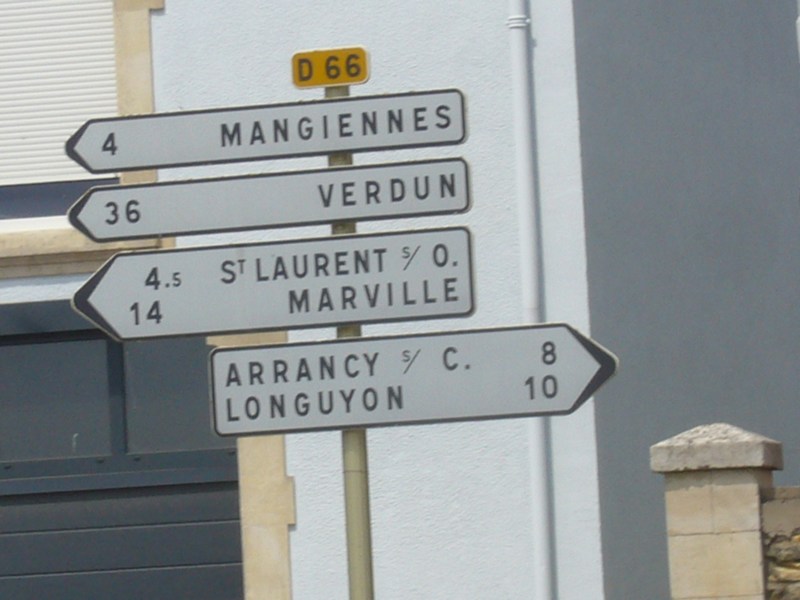 D 66
4 MANGIENNES
36 VERDUN
4.5 ST LAURENT s/ O.
14 MARVILLE
ARRANCY s/ C. 8
LONGUYON 10